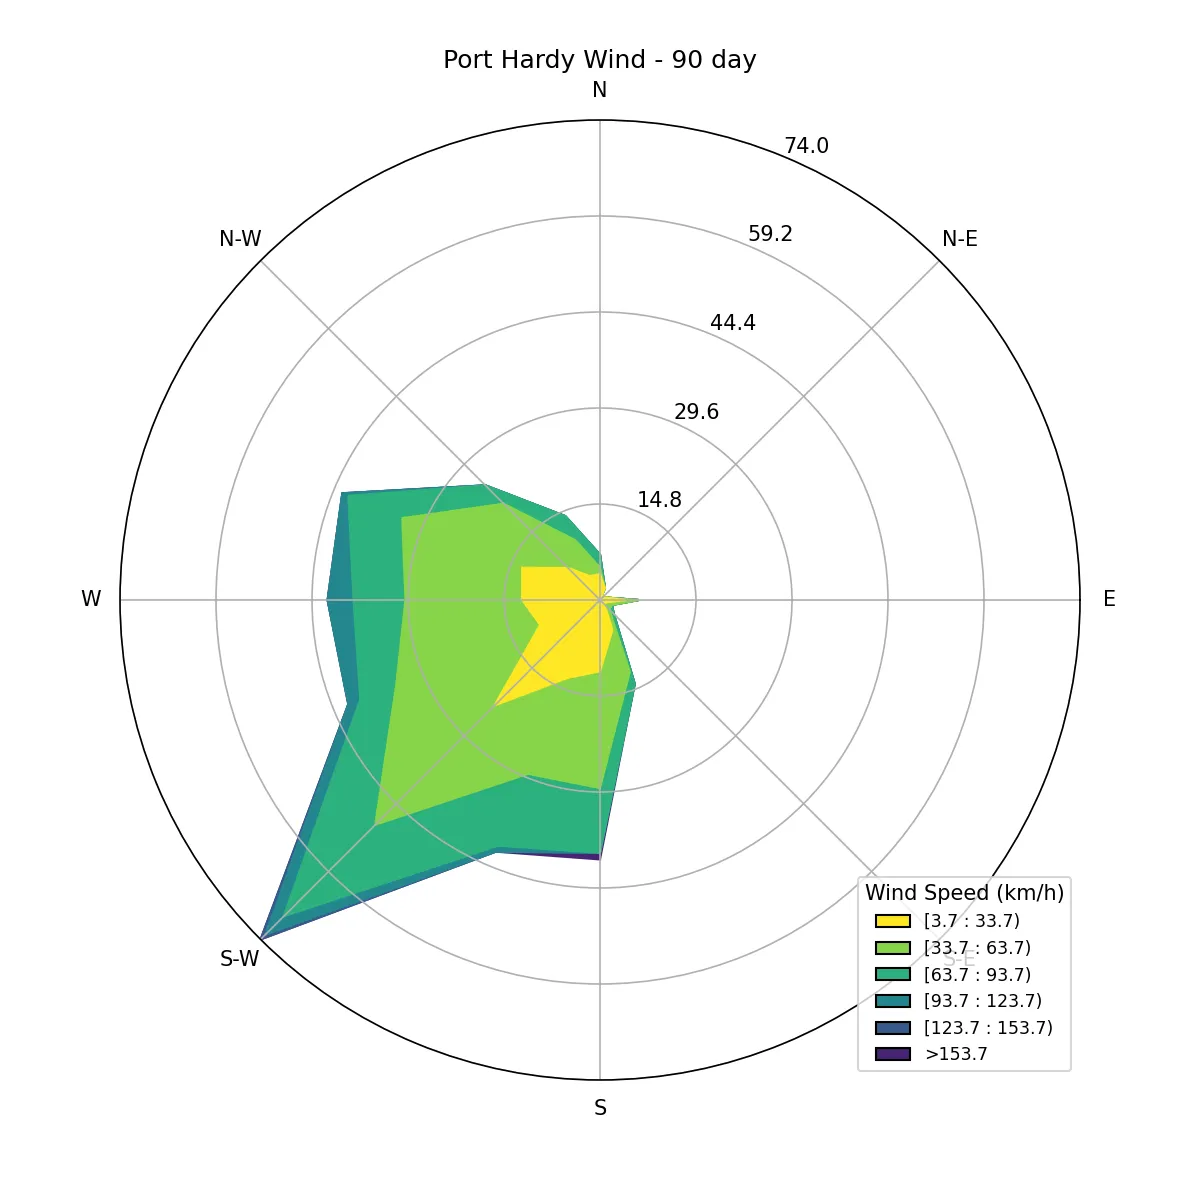 Port Hardy Wind - 90 day
N
74.0
N-W
59.2
N-E
44.4
29.6
14.8
W
E
Wind Speed (km/h)
[3.7 : 33.7)
[33.7 : 63.7)
[63.7 : 93.7)
[93.7 : 123.7)
[123.7 : 153.7)
>153.7
S-W
S-E
S